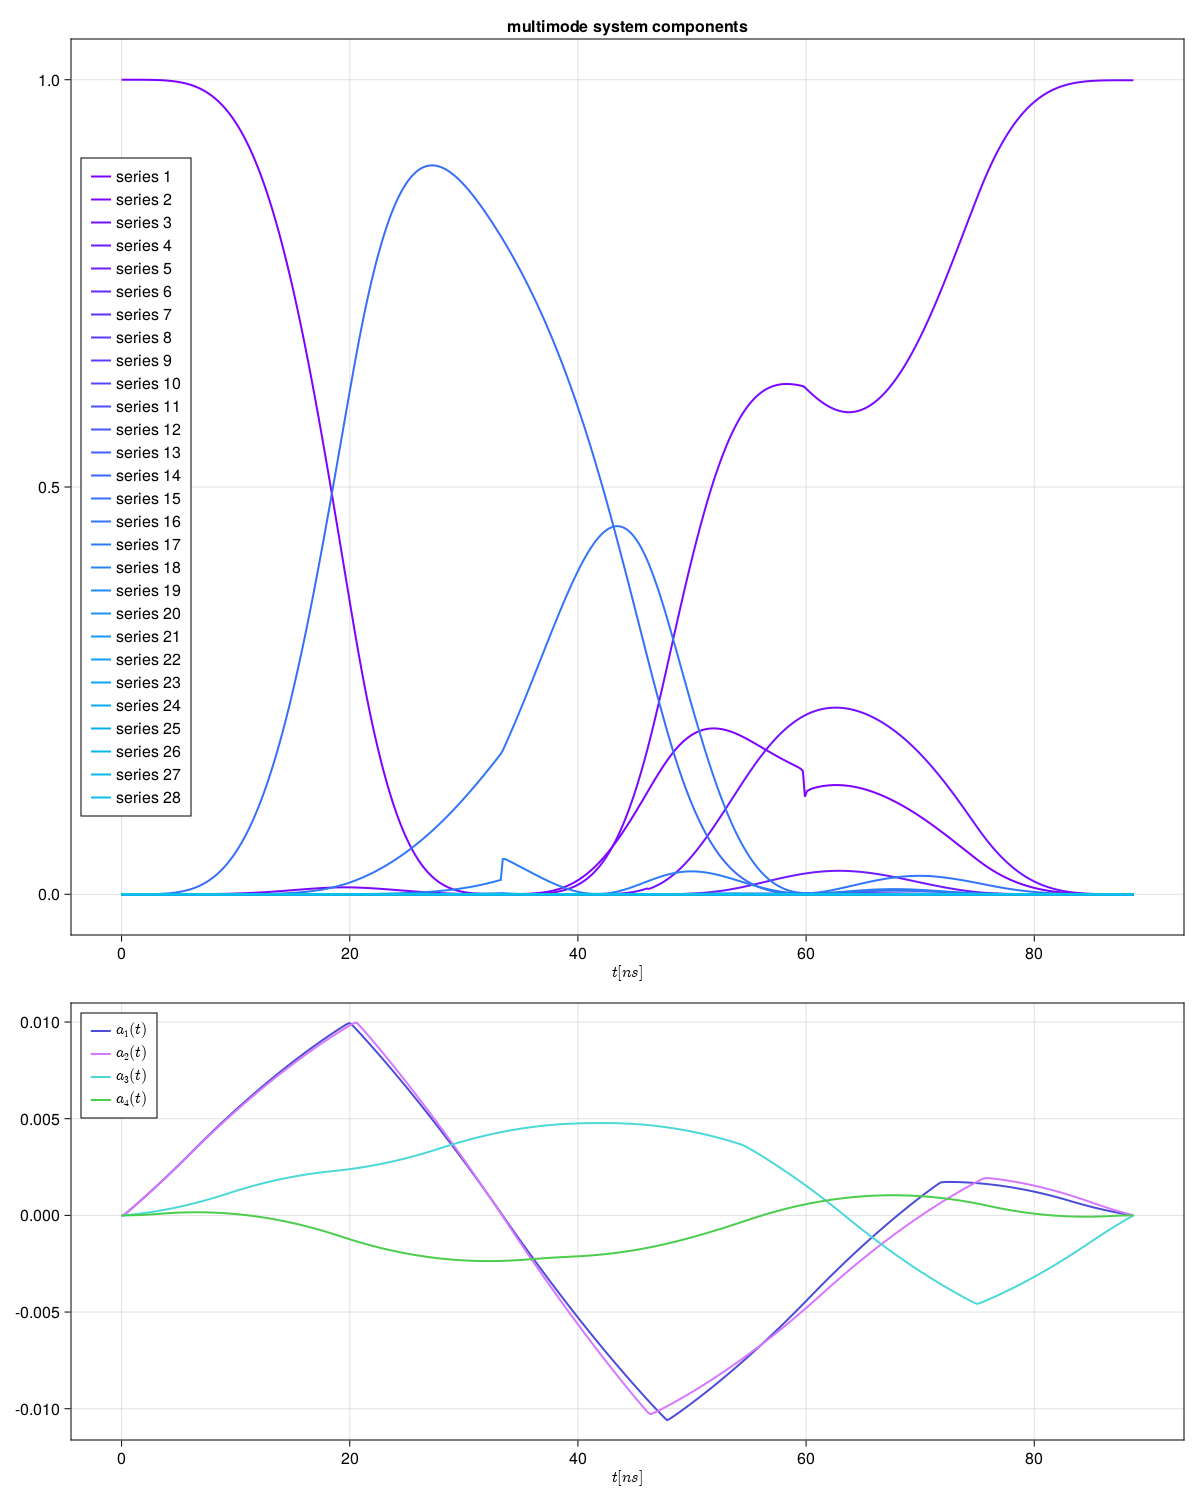 multimode system components
1.0
0.5
0.0
series 1
series 2
series 3
series 4
series 5
series 6
series 7
series 8
series 9
series 10
series 11
series 12
series 13
series 14
series 15
series 16
series 17
series 18
series 19
series 20
series 21
series 22
series 23
series 24
series 25
series 26
series 27
series 28
0 20 40 60 80
t[ns]
0.010
0.005
0.000
-0.005
-0.010
a₁(t)
a₂(t)
a₃(t)
a₄(t)
0 20 40 60 80
t[ns]